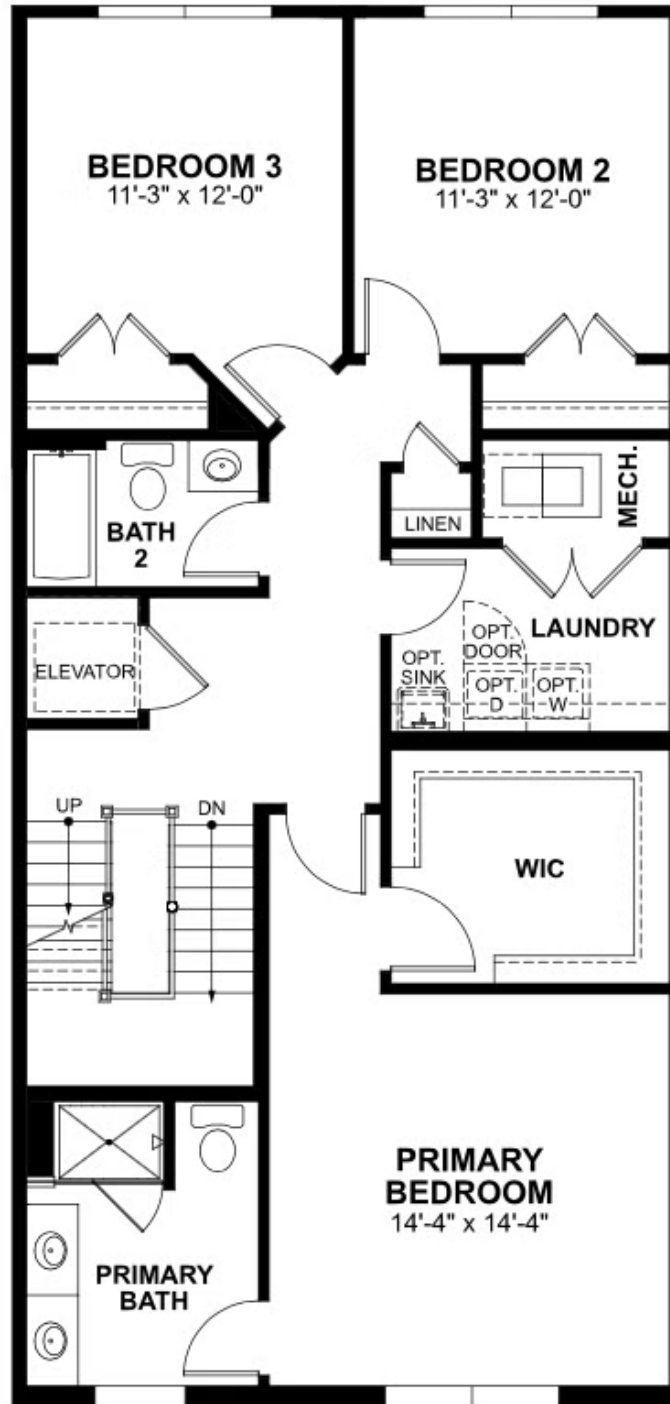 BEDROOM 3
11'-3" x 12'-0"
BEDROOM 2
11'-3" x 12'-0"
BATH
2
LINEN
MECH.
ELEVATOR
LAUNDRY
OPT.
SINK
OPT.
DOOR
OPT.
D
OPT.
W
UP
DN
WIC
PRIMARY
BEDROOM
14'-4" x 14'-4"
PRIMARY
BATH